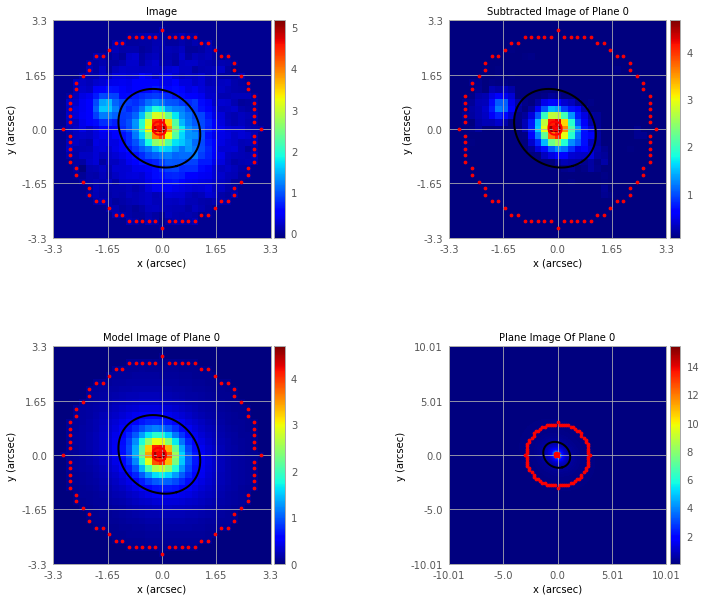 Image
3.3
1.65
0.0
-1.65
-3.3
y (arcsec)
-3.3 -1.65 0.0 1.65 3.3
x (arcsec)
5
4
3
2
1
0
Subtracted Image of Plane 0
3.3
1.65
0.0
-1.65
-3.3
y (arcsec)
-3.3 -1.65 0.0 1.65 3.3
x (arcsec)
4
3
2
1
Model Image of Plane 0
3.3
1.65
0.0
-1.65
-3.3
y (arcsec)
-3.3 -1.65 0.0 1.65 3.3
x (arcsec)
4
3
2
1
0
Plane Image Of Plane 0
10.01
5.01
0.0
-5.0
-10.01
y (arcsec)
-10.01 -5.0 0.0 5.01 10.01
x (arcsec)
14
12
10
8
6
4
2